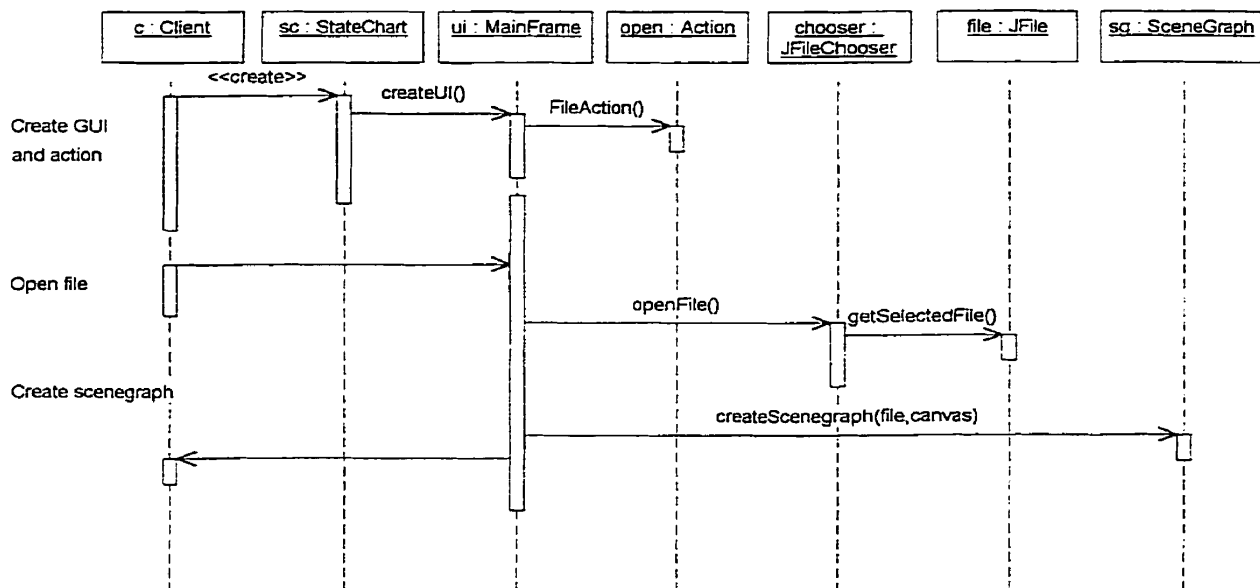 c : Client
sc : StateChart
ui : MainFrame
open : Action
chooser :
JFileChooser
file : JFile
sg : SceneGraph
<<create>>
createUI()
FileAction()
Create GUI
and action
Open file
openFile()
getSelectedFile()
Create scenegraph
createScenegraph(file,canvas)